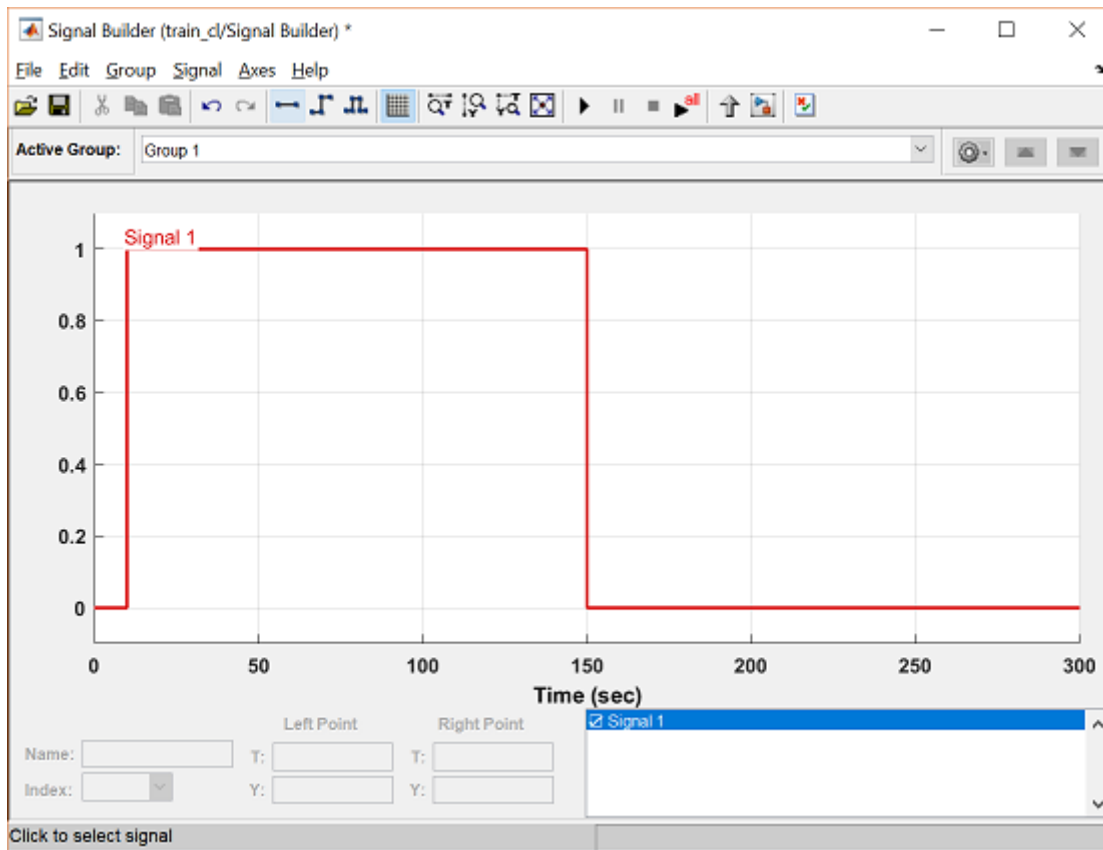 Signal Builder (train_cl/Signal Builder) *
File Edit Group Signal Axes Help
all
Active Group: Group 1
Signal 1
1
0.8
0.6
0.4
0.2
0
0 50 100 150 200 250 300
Time (sec)
Left Point Right Point
Signal 1
Name: T: T:
Index: Y: Y:
Click to select signal